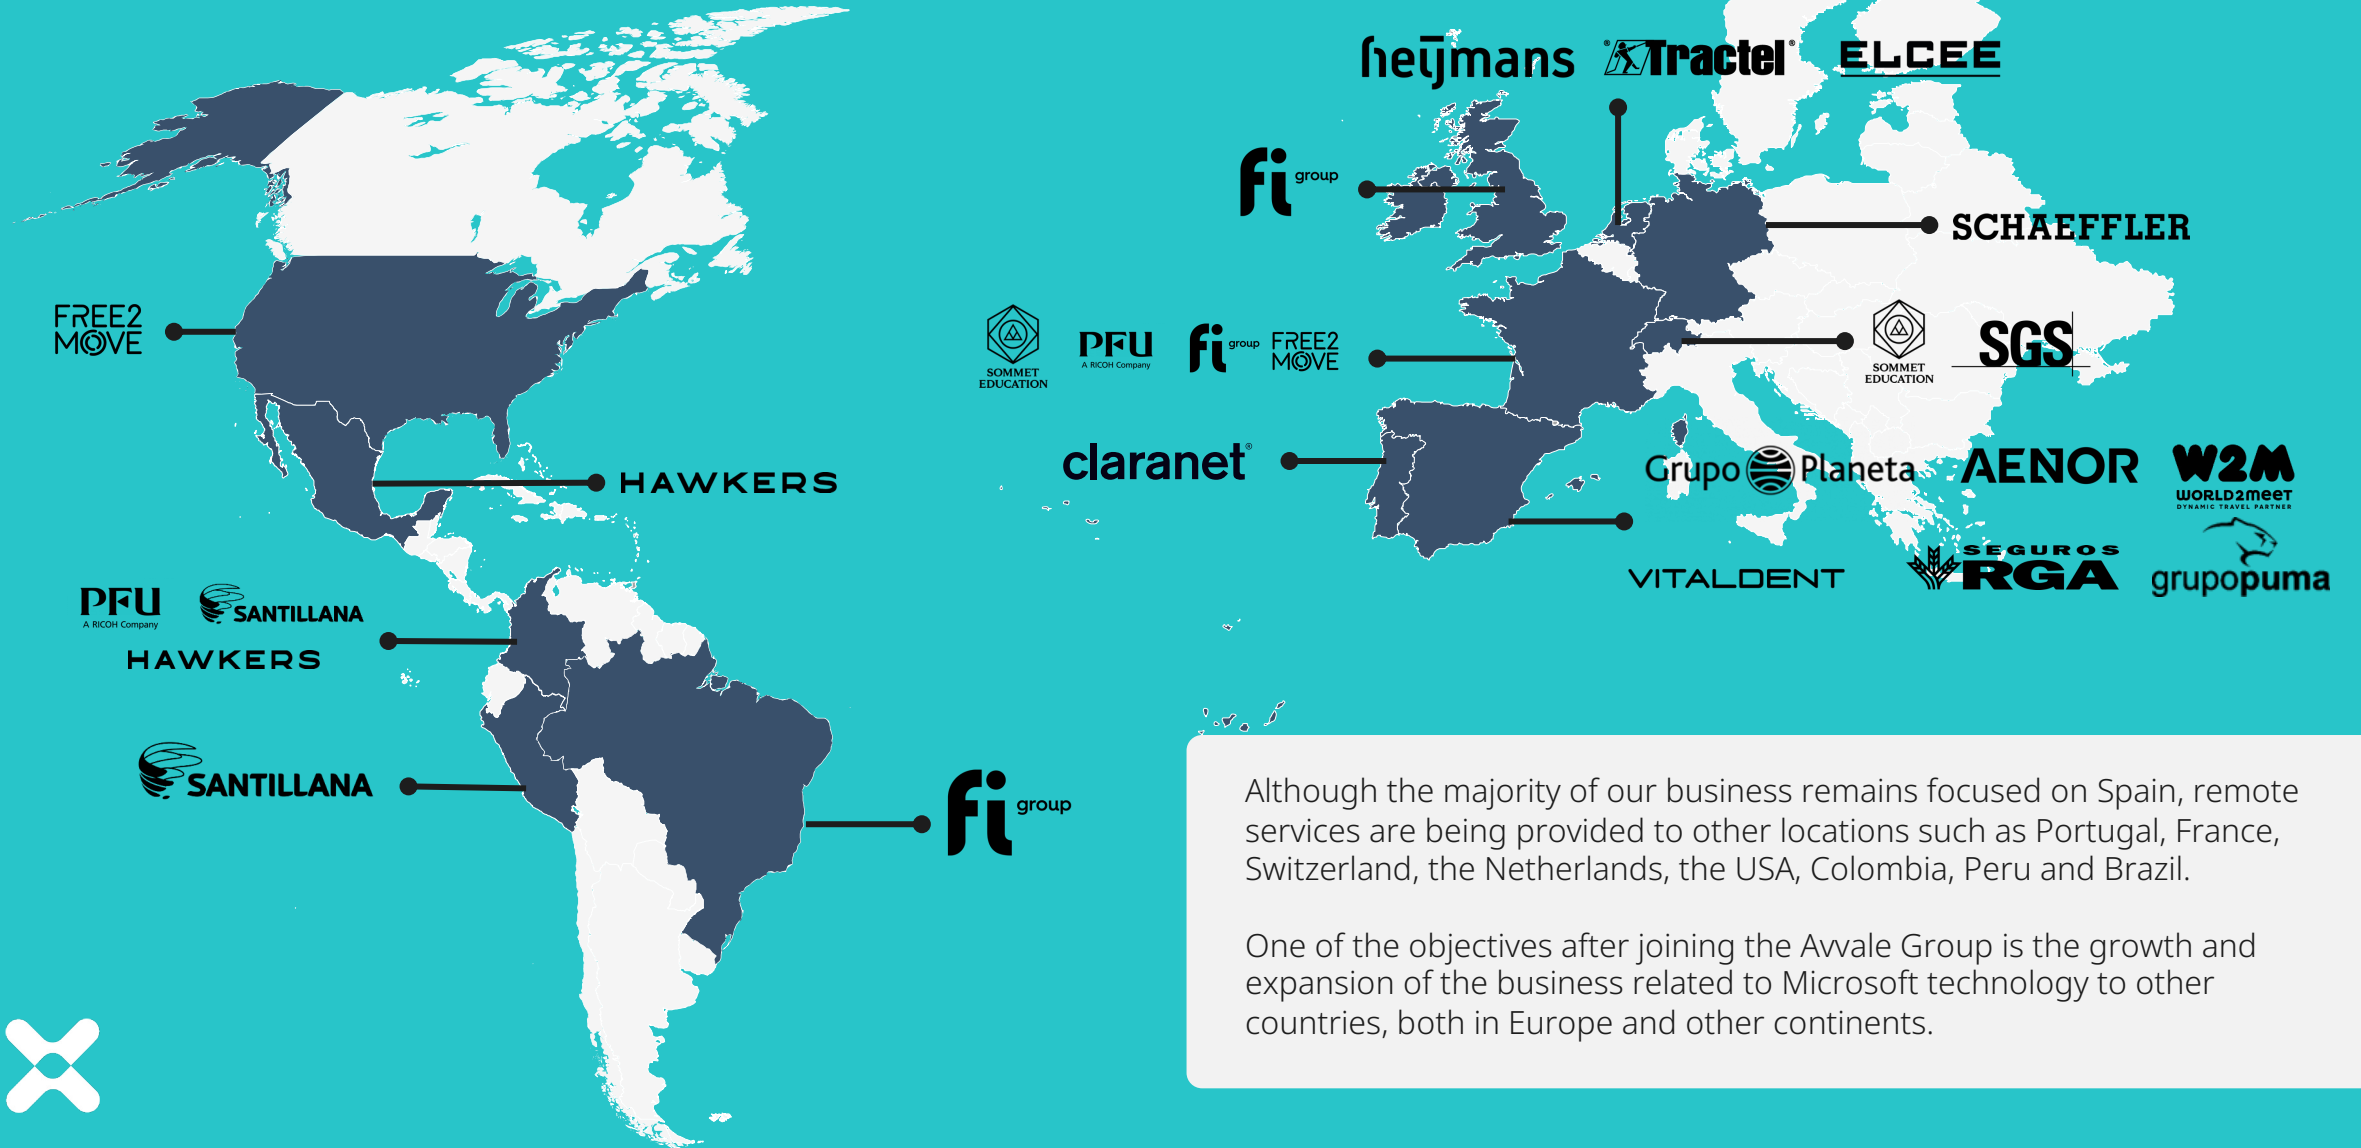 heijmans
Tractel
ELCEE
fi group
SCHAEFFLER
FREE2
MOVE
SOMMET
EDUCATION
PFU
A RICOH Company
fi group
FREE2
MOVE
SOMMET
EDUCATION
SGS
HAWKERS
claranet
Grupo Planeta
AENOR
W2M
WORLD2MEET
DYNAMIC TRAVEL PARTNER
VITALDENT
SEGUROS
RGA
grupopuma
PFU
A RICOH Company
SANTILLANA
HAWKERS
SANTILLANA
fi group
Although the majority of our business remains focused on Spain, remote
services are being provided to other locations such as Portugal, France,
Switzerland, the Netherlands, the USA, Colombia, Peru and Brazil.
One of the objectives after joining the Avvale Group is the growth and
expansion of the business related to Microsoft technology to other
countries, both in Europe and other continents.